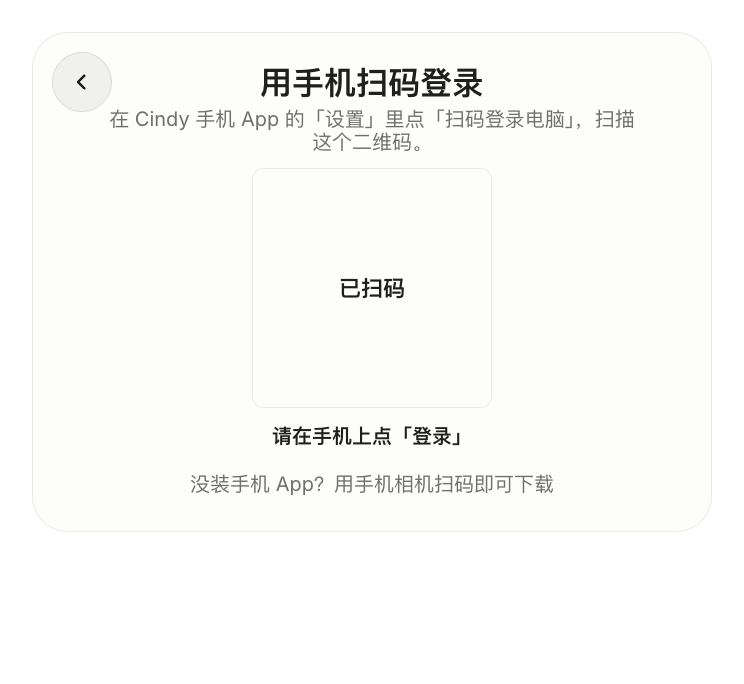 用手机扫码登录
在 Cindy 手机 App 的「设置」里点「扫码登录电脑」，扫描
这个二维码。
已扫码
请在手机上点「登录」
没装手机 App？用手机相机扫码即可下载